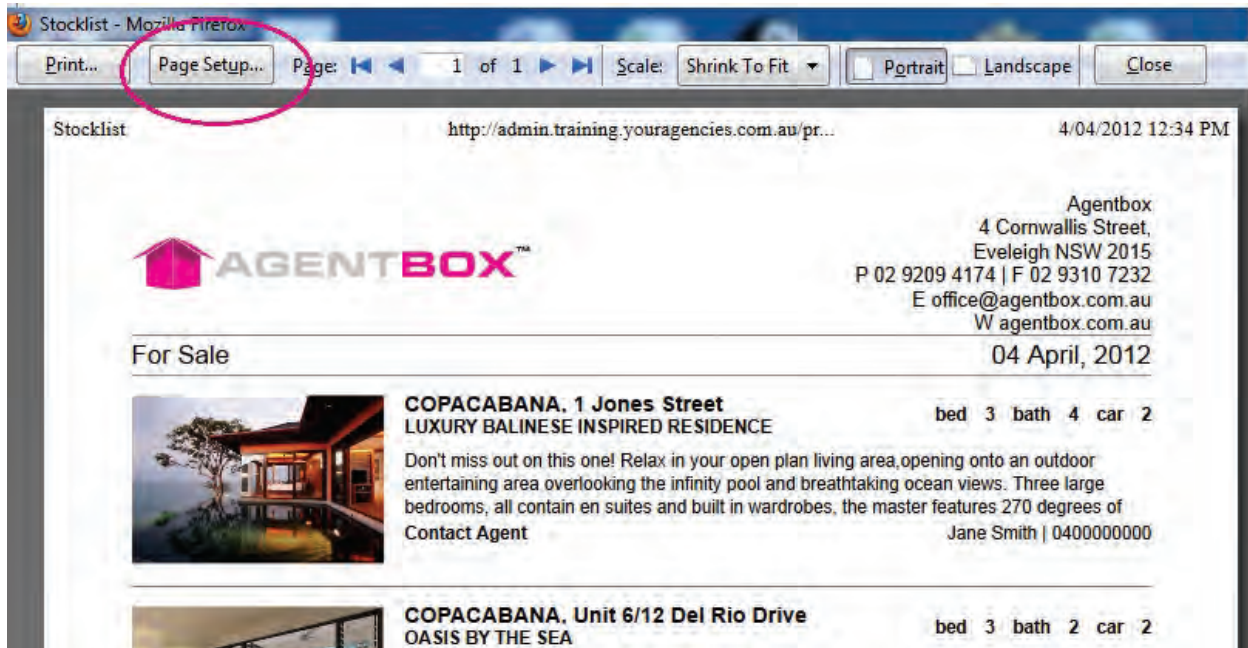 Stocklist - Mozilla Firefox
Print... Page Setup... Page: 1 of 1 Scale: Shrink To Fit Portrait Landscape Close
Stocklist http://admin.training.youragencies.com.au/pr... 4/04/2012 12:34 PM
Agentbox
4 Cornwallis Street,
Eveleigh NSW 2015
P 02 9209 4174 | F 02 9310 7232
E office@agentbox.com.au
W agentbox.com.au
AGENTBOX™
For Sale 04 April, 2012
COPACABANA, 1 Jones Street
LUXURY BALINESE INSPIRED RESIDENCE
bed 3 bath 4 car 2
Don't miss out on this one! Relax in your open plan living area,opening onto an outdoor
entertaining area overlooking the infinity pool and breathtaking ocean views. Three large
bedrooms, all contain en suites and built in wardrobes, the master features 270 degrees of
Contact Agent Jane Smith | 0400000000
COPACABANA, Unit 6/12 Del Rio Drive
OASIS BY THE SEA
bed 3 bath 2 car 2